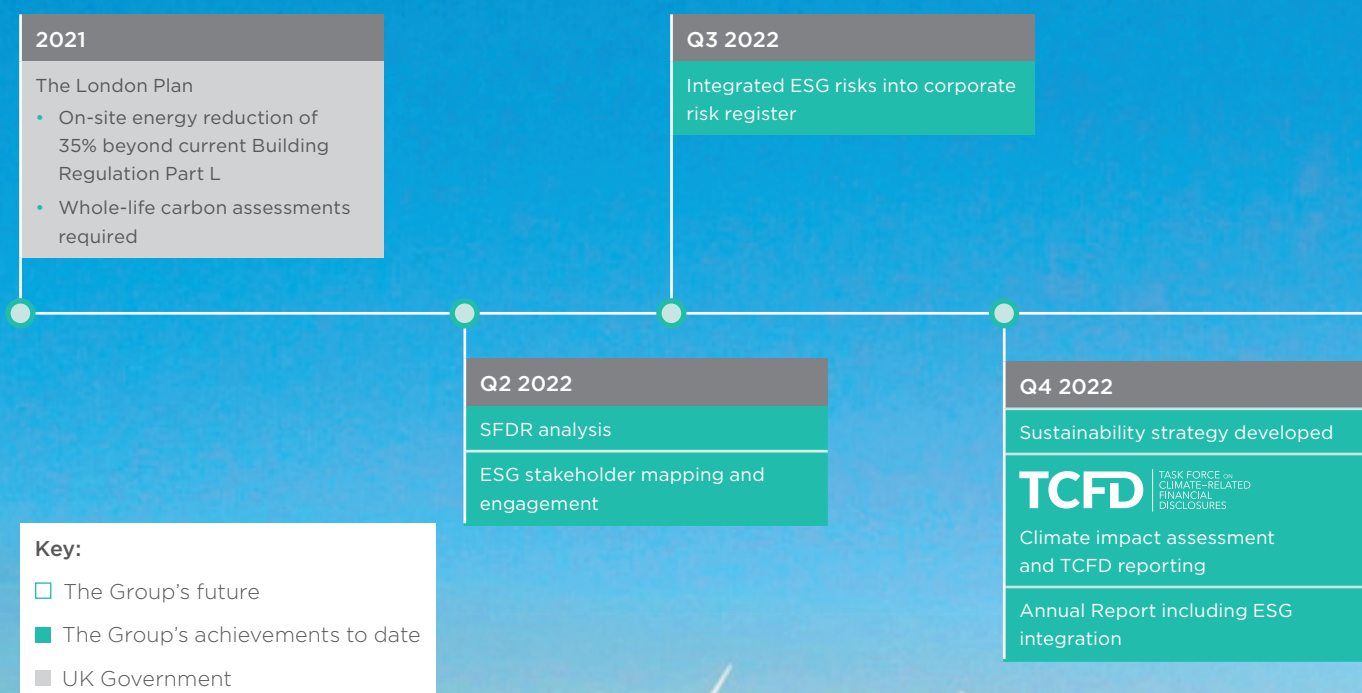 2021
The London Plan
• On-site energy reduction of
35% beyond current Building
Regulation Part L
• Whole-life carbon assessments
required
Q3 2022
Integrated ESG risks into corporate
risk register
Q2 2022
SFDR analysis
ESG stakeholder mapping and
engagement
Q4 2022
Sustainability strategy developed
TCFD
TASK FORCE ON
CLIMATE-RELATED
FINANCIAL
DISCLOSURES
Climate impact assessment
and TCFD reporting
Annual Report including ESG
integration
Key:
The Group's future
The Group's achievements to date
UK Government